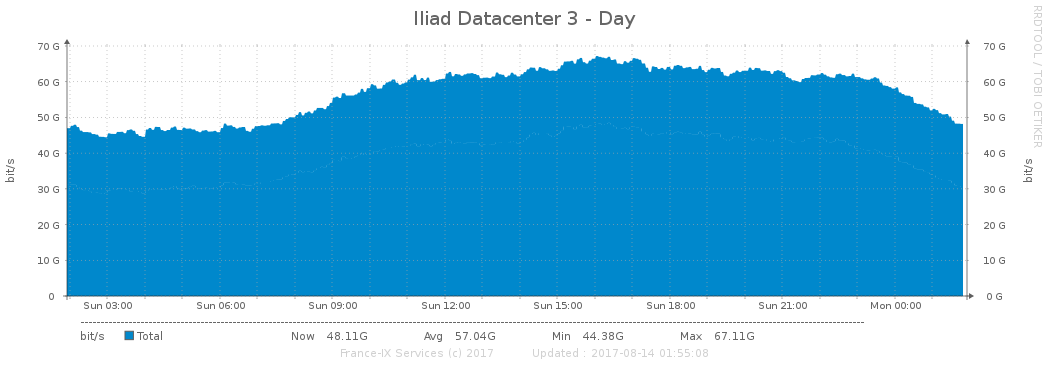 Iliad Datacenter 3 - Day
RRDTOOL / TOBI OETIKER
70 G 70 G
60 G 60 G
50 G 50 G
40 G 40 G
30 G 30 G
20 G 20 G
10 G 10 G
0 0 G
bit/s bit/s
Sun 03:00 Sun 06:00 Sun 09:00 Sun 12:00 Sun 15:00 Sun 18:00 Sun 21:00 Mon 00:00
bit/s Total Now 48.11G Avg 57.04G Min 44.38G Max 67.11G
France-IX Services (c) 2017 Updated : 2017-08-14 01:55:08